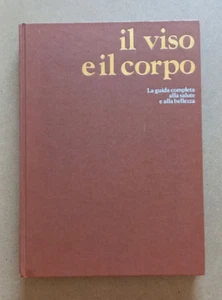 il viso
e il corpo
La guida completa
alla salute
e alla bellezza